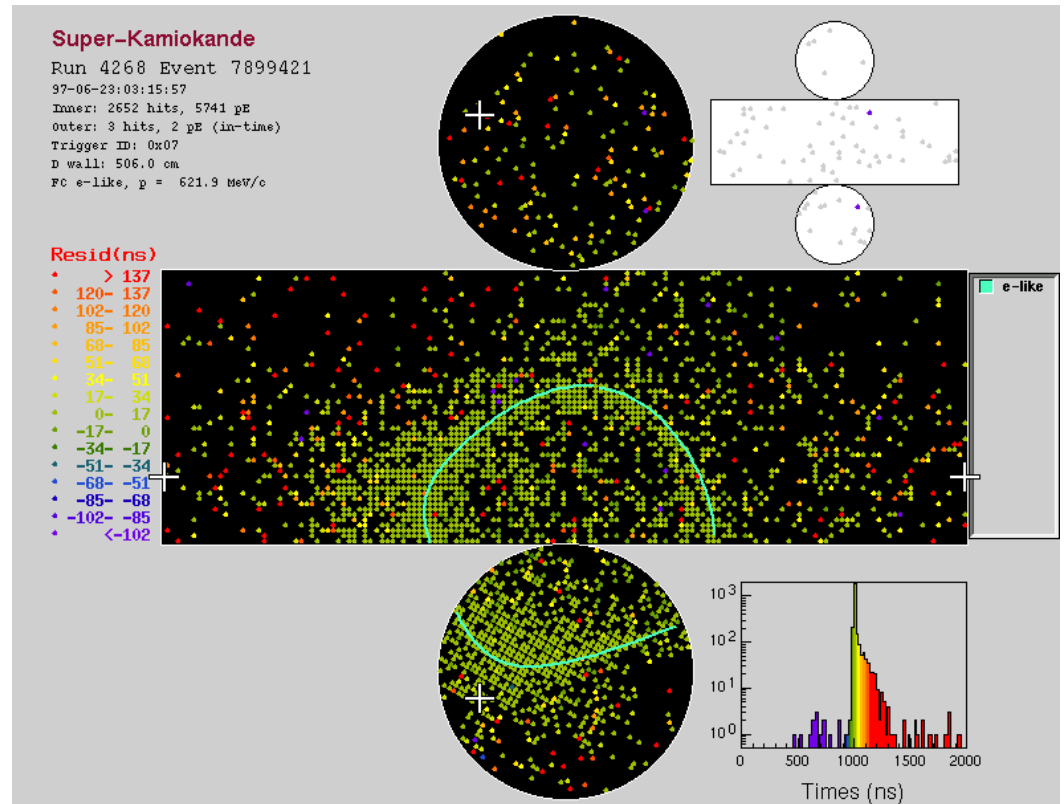 Super-Kamiokande
Run 4268 Event 7899421
97-06-23:03:15:57
Inner: 2652 hits, 5741 pE
Outer: 3 hits, 2 pE (in-time)
Trigger ID: 0x07
D wall: 506.0 cm
FC e-like, p = 621.9 MeV/c
Resid(ns)
> 137
120- 137
102- 120
85- 102
68- 85
51- 68
34- 51
17- 34
0- 17
-17- 0
-34- -17
-51- -34
-68- -51
-85- -68
-102- -85
<-102
e-like
10³
10²
10¹
10⁰
0 500 1000 1500 2000
Times (ns)